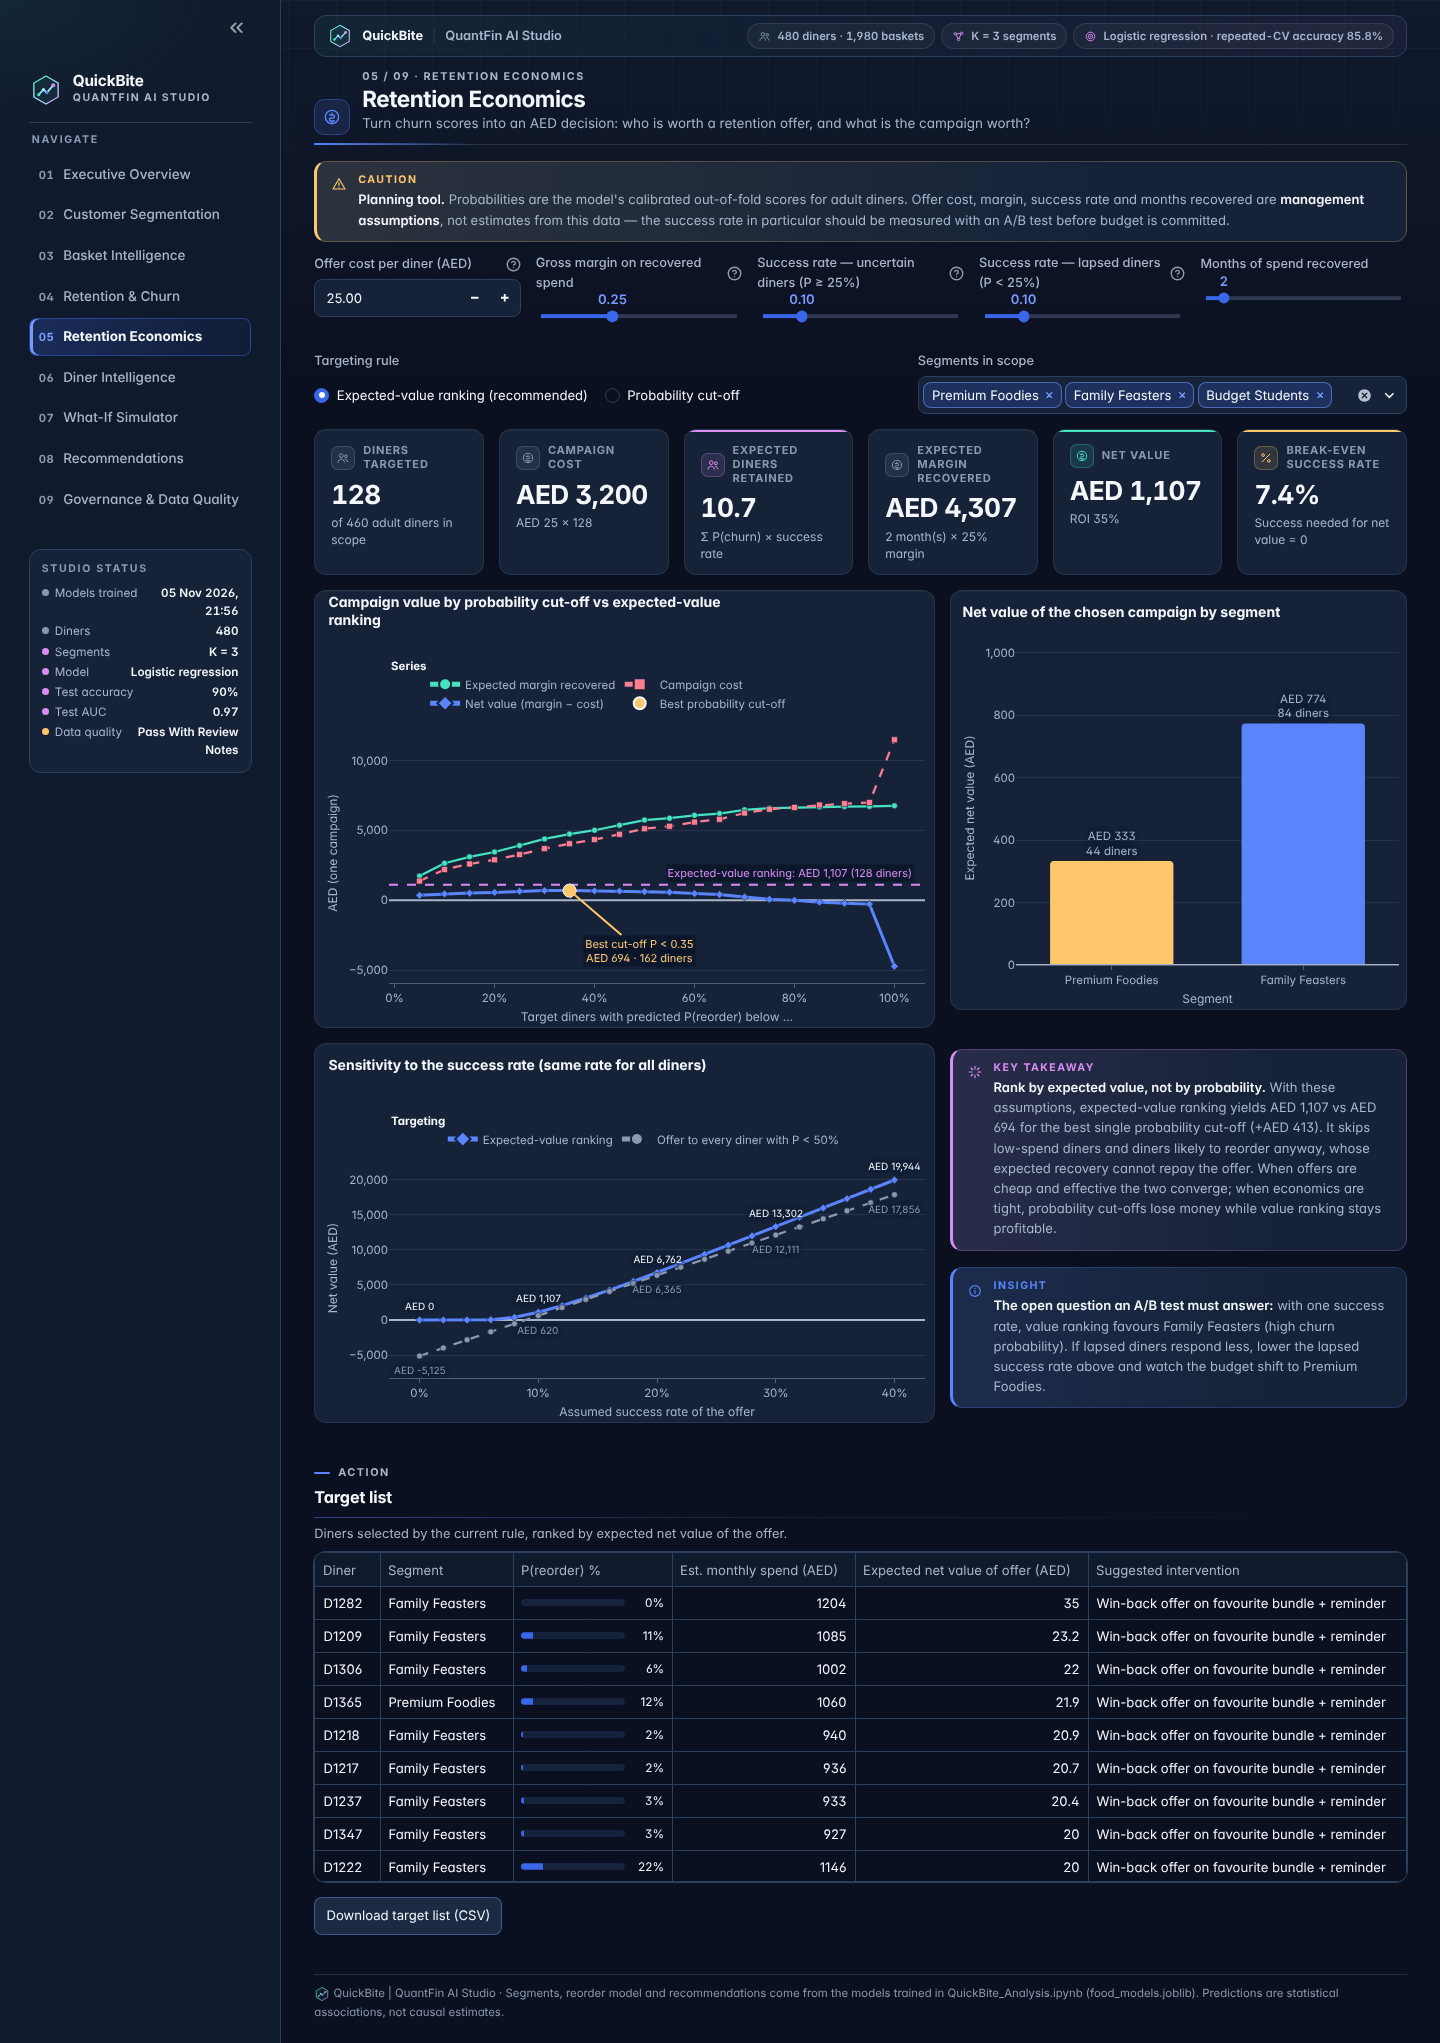 QuickBite
QUANTFIN AI STUDIO
NAVIGATE
01 Executive Overview
02 Customer Segmentation
03 Basket Intelligence
04 Retention & Churn
05 Retention Economics
06 Diner Intelligence
07 What-If Simulator
08 Recommendations
09 Governance & Data Quality
STUDIO STATUS
Models trained 05 Nov 2026,
21:56
Diners 480
Segments K = 3
Model Logistic regression
Test accuracy 90%
Test AUC 0.97
Data quality Pass With Review
Notes
QuickBite QuantFin AI Studio
480 diners · 1,980 baskets
K = 3 segments
Logistic regression · repeated-CV accuracy 85.8%
05 / 09 · RETENTION ECONOMICS
Retention Economics
Turn churn scores into an AED decision: who is worth a retention offer, and what is the campaign worth?
CAUTION
Planning tool. Probabilities are the model's calibrated out-of-fold scores for adult diners. Offer cost, margin, success rate and months recovered are management
assumptions, not estimates from this data — the success rate in particular should be measured with an A/B test before budget is committed.
Offer cost per diner (AED)
25.00
Gross margin on recovered
spend
0.25
Success rate — uncertain
diners (P ≥ 25%)
0.10
Success rate — lapsed diners
(P < 25%)
0.10
Months of spend recovered
2
Targeting rule
Expected-value ranking (recommended) Probability cut-off
Segments in scope
Premium Foodies × Family Feasters × Budget Students ×
DINERS
TARGETED
128
of 460 adult diners in
scope
CAMPAIGN
COST
AED 3,200
AED 25 × 128
EXPECTED
DINERS
RETAINED
10.7
Σ P(churn) × success
rate
EXPECTED
MARGIN
RECOVERED
AED 4,307
2 month(s) × 25%
margin
NET VALUE
AED 1,107
ROI 35%
BREAK-EVEN
SUCCESS RATE
7.4%
Success needed for net
value = 0
Campaign value by probability cut-off vs expected-value
ranking
Series
Expected margin recovered
Campaign cost
Net value (margin − cost)
Best probability cut-off
AED (one campaign)
10,000
5,000
0
−5,000
Expected-value ranking: AED 1,107 (128 diners)
Best cut-off P < 0.35
AED 694 · 162 diners
0% 20% 40% 60% 80% 100%
Target diners with predicted P(reorder) below ...
Net value of the chosen campaign by segment
Expected net value (AED)
1,000
800
600
400
200
0
AED 333
44 diners
AED 774
84 diners
Premium Foodies Family Feasters
Segment
Sensitivity to the success rate (same rate for all diners)
Targeting
Expected-value ranking
Offer to every diner with P < 50%
Net value (AED)
20,000
15,000
10,000
5,000
0
−5,000
AED 0
AED 1,107
AED 6,762
AED 13,302
AED 19,944
AED -5,125
AED 620
AED 6,365
AED 12,111
AED 17,856
0% 10% 20% 30% 40%
Assumed success rate of the offer
KEY TAKEAWAY
Rank by expected value, not by probability. With these
assumptions, expected-value ranking yields AED 1,107 vs AED
694 for the best single probability cut-off (+AED 413). It skips
low-spend diners and diners likely to reorder anyway, whose
expected recovery cannot repay the offer. When offers are
cheap and effective the two converge; when economics are
tight, probability cut-offs lose money while value ranking stays
profitable.
INSIGHT
The open question an A/B test must answer: with one success
rate, value ranking favours Family Feasters (high churn
probability). If lapsed diners respond less, lower the lapsed
success rate above and watch the budget shift to Premium
Foodies.
ACTION
Target list
Diners selected by the current rule, ranked by expected net value of the offer.
Diner Segment P(reorder) % Est. monthly spend (AED) Expected net value of offer (AED) Suggested intervention
D1282 Family Feasters 0% 1204 35 Win-back offer on favourite bundle + reminder
D1209 Family Feasters 11% 1085 23.2 Win-back offer on favourite bundle + reminder
D1306 Family Feasters 6% 1002 22 Win-back offer on favourite bundle + reminder
D1365 Premium Foodies 12% 1060 21.9 Win-back offer on favourite bundle + reminder
D1218 Family Feasters 2% 940 20.9 Win-back offer on favourite bundle + reminder
D1217 Family Feasters 2% 936 20.7 Win-back offer on favourite bundle + reminder
D1237 Family Feasters 3% 933 20.4 Win-back offer on favourite bundle + reminder
D1347 Family Feasters 3% 927 20 Win-back offer on favourite bundle + reminder
D1222 Family Feasters 22% 1146 20 Win-back offer on favourite bundle + reminder
Download target list (CSV)
QuickBite | QuantFin AI Studio · Segments, reorder model and recommendations come from the models trained in QuickBite_Analysis.ipynb (food_models.joblib). Predictions are statistical
associations, not causal estimates.